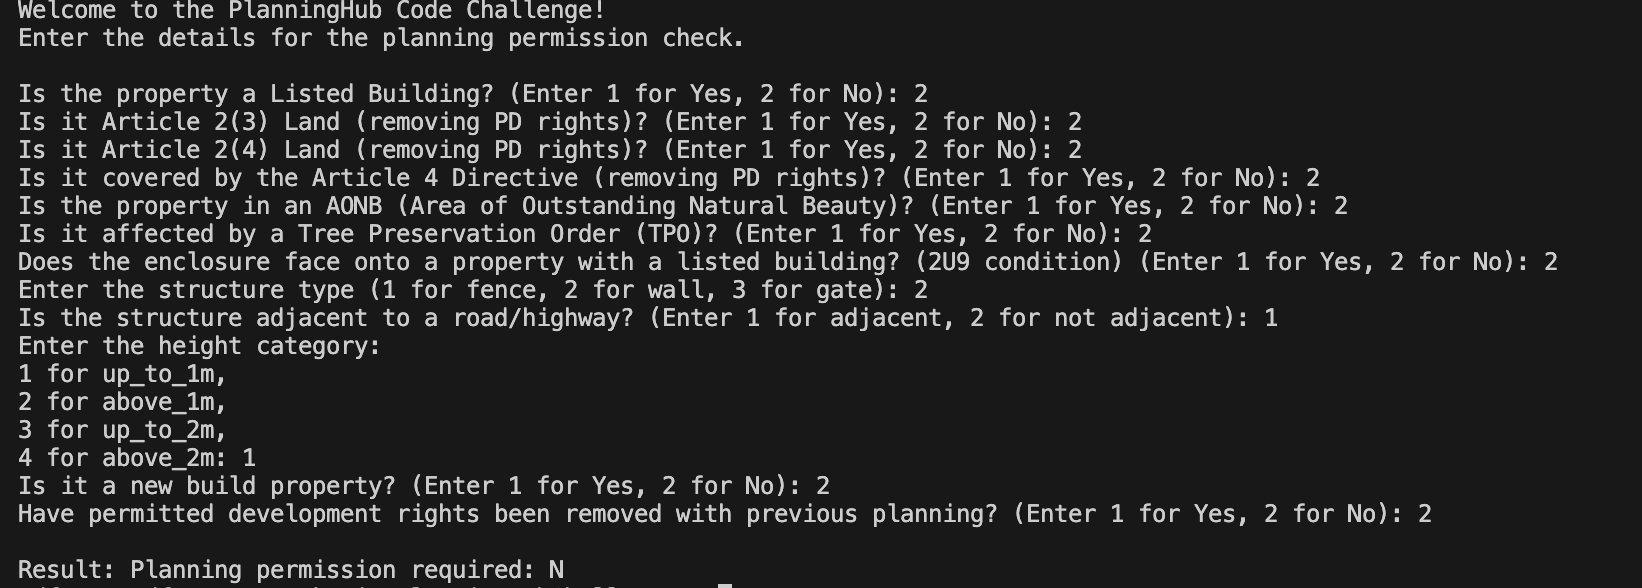 Welcome to the PlanningHub Code Challenge!
Enter the details for the planning permission check.
Is the property a Listed Building? (Enter 1 for Yes, 2 for No): 2
Is it Article 2(3) Land (removing PD rights)? (Enter 1 for Yes, 2 for No): 2
Is it Article 2(4) Land (removing PD rights)? (Enter 1 for Yes, 2 for No): 2
Is it covered by the Article 4 Directive (removing PD rights)? (Enter 1 for Yes, 2 for No): 2
Is the property in an AONB (Area of Outstanding Natural Beauty)? (Enter 1 for Yes, 2 for No): 2
Is it affected by a Tree Preservation Order (TPO)? (Enter 1 for Yes, 2 for No): 2
Does the enclosure face onto a property with a listed building? (2U9 condition) (Enter 1 for Yes, 2 for No): 2
Enter the structure type (1 for fence, 2 for wall, 3 for gate): 2
Is the structure adjacent to a road/highway? (Enter 1 for adjacent, 2 for not adjacent): 1
Enter the height category:
1 for up_to_1m,
2 for above_1m,
3 for up_to_2m,
4 for above_2m: 1
Is it a new build property? (Enter 1 for Yes, 2 for No): 2
Have permitted development rights been removed with previous planning? (Enter 1 for Yes, 2 for No): 2
Result: Planning permission required: N